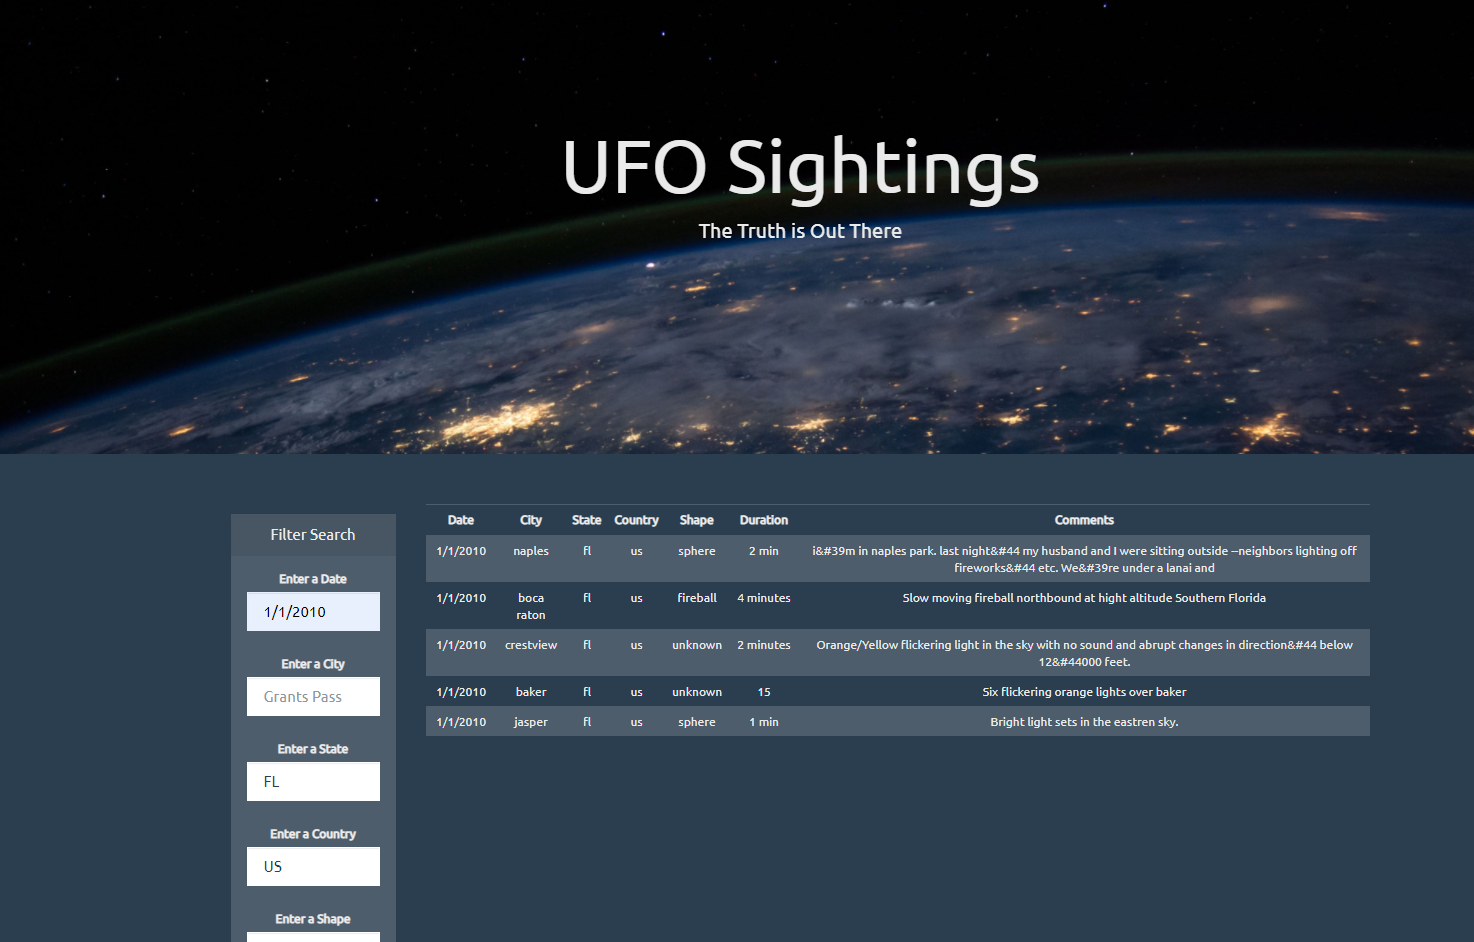 UFO Sightings
The Truth is Out There
Filter Search
Enter a Date
1/1/2010
Enter a City
Grants Pass
Enter a State
FL
Enter a Country
US
Enter a Shape
Date City State Country Shape Duration Comments
1/1/2010 naples fl us sphere 2 min i&#39m in naples park. last night&#44 my husband and I were sitting outside --neighbors lighting off
fireworks&#44 etc. We&#39re under a lanai and
1/1/2010 boca fl us fireball 4 minutes Slow moving fireball northbound at hight altitude Southern Florida
raton
1/1/2010 crestview fl us unknown 2 minutes Orange/Yellow flickering light in the sky with no sound and abrupt changes in direction&#44 below
12&#44000 feet.
1/1/2010 baker fl us unknown 15 Six flickering orange lights over baker
1/1/2010 jasper fl us sphere 1 min Bright light sets in the eastren sky.